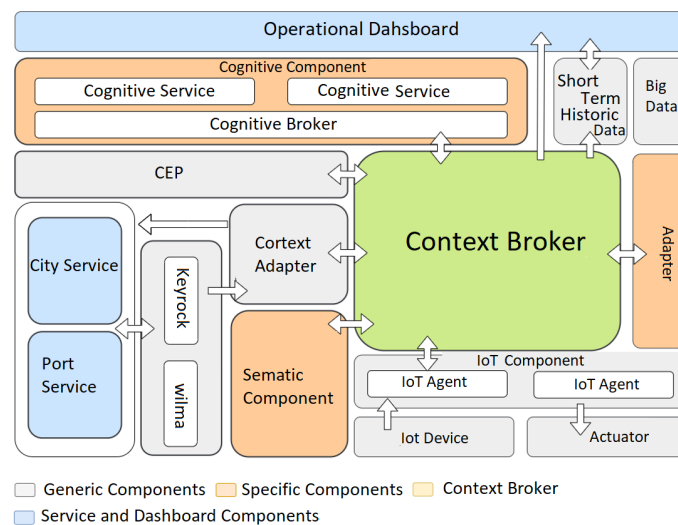 Operational Dahsboard
Cognitive Component
Cognitive Service
Cognitive Service
Cognitive Broker
Short
Term
Historic
Data
Big
Data
CEP
Context Broker
Adapter
City Service
Keyrock
Cortext
Adapter
Port
Service
wilma
Sematic
Component
IoT Component
IoT Agent
IoT Agent
Iot Device
Actuator
Generic Components
Specific Components
Context Broker
Service and Dashboard Components